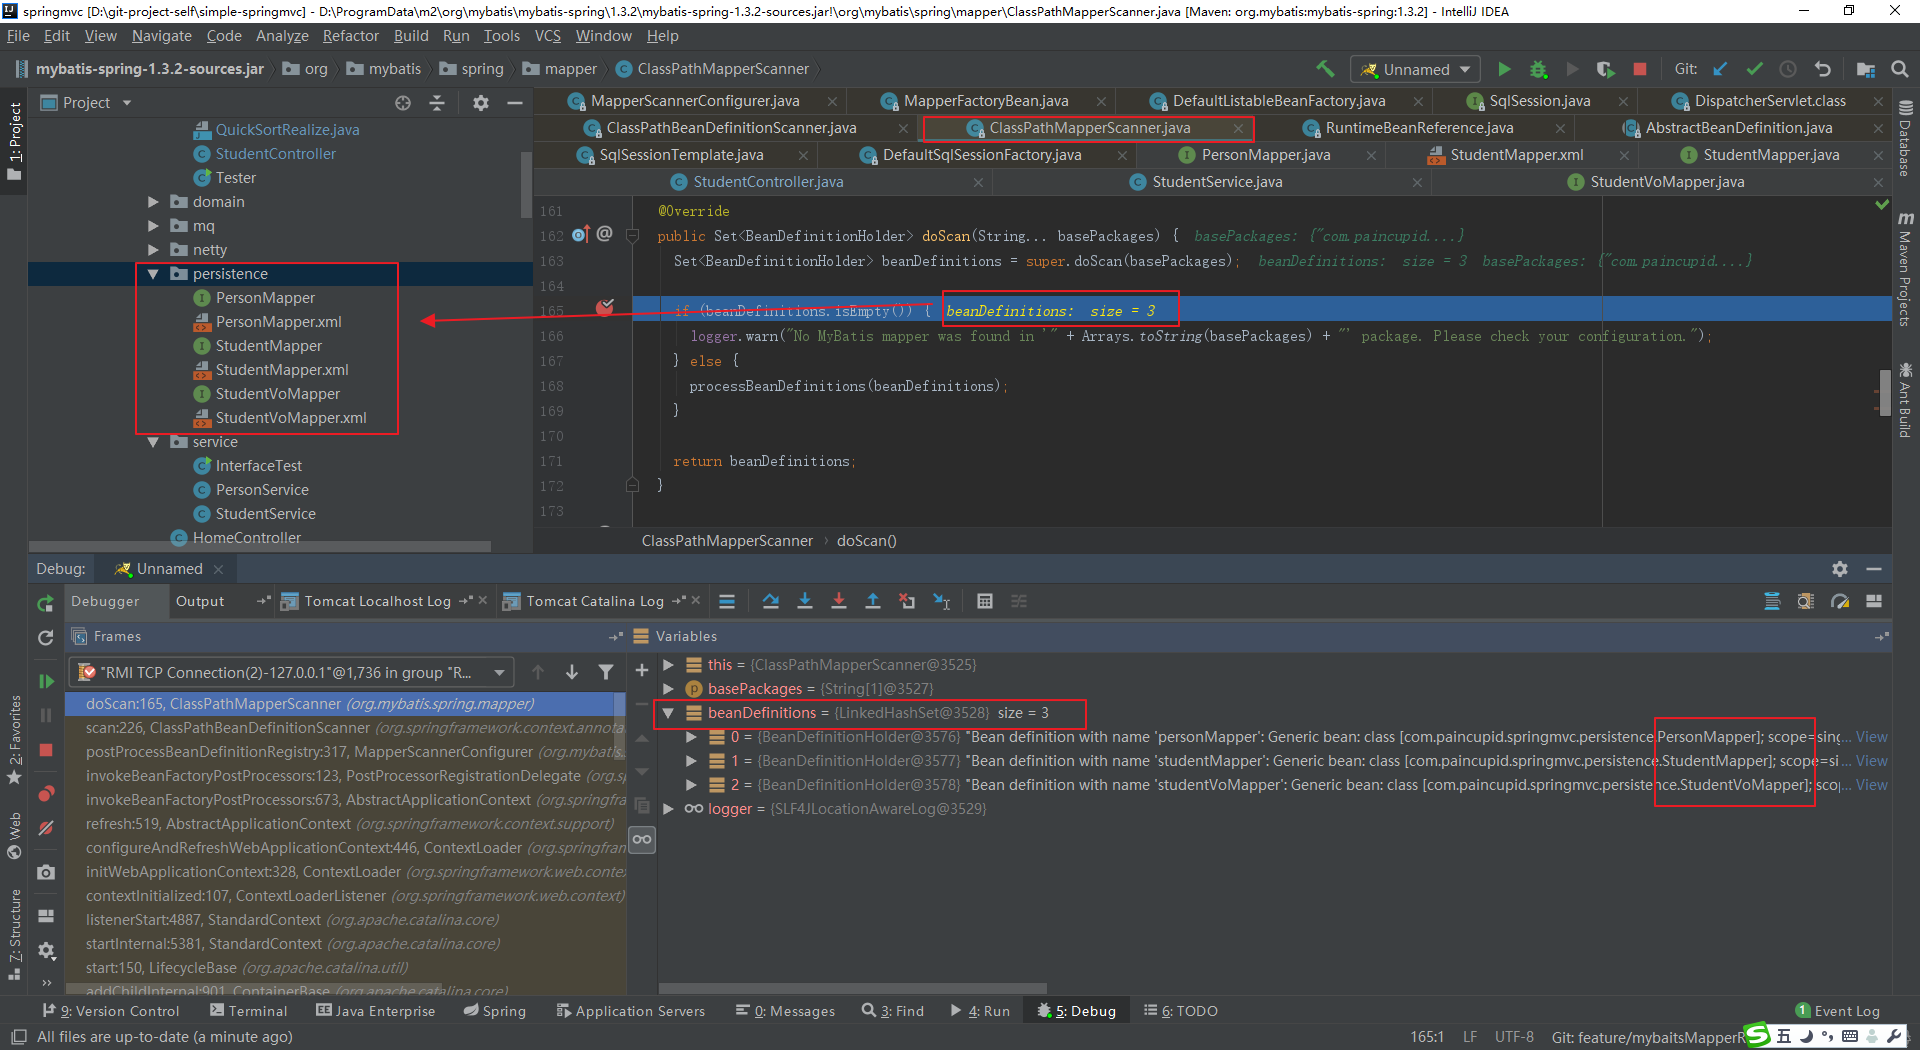 springmvc [D:\git-project-self\simple-springmvc] - D:\ProgramData\m2\org\mybatis\mybatis-spring\1.3.2\mybatis-spring-1.3.2-sources.jar!\org\mybatis\spring\mapper\ClassPathMapperScanner.java [Maven: org.mybatis:mybatis-spring:1.3.2] - IntelliJ IDEA
File Edit View Navigate Code Analyze Refactor Build Run Tools VCS Window Help
mybatis-spring-1.3.2-sources.jar org mybatis spring mapper ClassPathMapperScanner Unnamed Git:
Project
MapperScannerConfigurer.java MapperFactoryBean.java DefaultListableBeanFactory.java SqlSession.java DispatcherServlet.class
ClassPathBeanDefinitionScanner.java ClassPathMapperScanner.java RuntimeBeanReference.java AbstractBeanDefinition.java
SqlSessionTemplate.java DefaultSqlSessionFactory.java PersonMapper.java StudentMapper.xml StudentMapper.java
StudentController.java StudentService.java StudentVoMapper.java
1: Project
2: Favorites
Web
7: Structure
Database
Maven Projects
Ant Build
QuickSortRealize.java
StudentController
Tester
domain
mq
netty
persistence
PersonMapper
PersonMapper.xml
StudentMapper
StudentMapper.xml
StudentVoMapper
StudentVoMapper.xml
service
InterfaceTest
PersonService
StudentService
HomeController
161 @Override
162 @ public Set<BeanDefinitionHolder> doScan(String... basePackages) { basePackages: {"com.paincupid....}
163 Set<BeanDefinitionHolder> beanDefinitions = super.doScan(basePackages); beanDefinitions: size = 3 basePackages: {"com.paincupid....}
164
165 if (beanDefinitions.isEmpty()) { beanDefinitions: size = 3
166 logger.warn("No MyBatis mapper was found in '" + Arrays.toString(basePackages) + "' package. Please check your configuration.");
167 } else {
168 processBeanDefinitions(beanDefinitions);
169 }
170
171 return beanDefinitions;
172 }
173
ClassPathMapperScanner › doScan()
Debug: Unnamed
Debugger Output Tomcat Localhost Log Tomcat Catalina Log
Frames
Variables
"RMI TCP Connection(2)-127.0.0.1"@1,736 in group "R...
doScan:165, ClassPathMapperScanner (org.mybatis.spring.mapper)
scan:226, ClassPathBeanDefinitionScanner (org.springframework.context.annota
postProcessBeanDefinitionRegistry:317, MapperScannerConfigurer (org.mybatis.
invokeBeanFactoryPostProcessors:123, PostProcessorRegistrationDelegate (org.s
invokeBeanFactoryPostProcessors:673, AbstractApplicationContext (org.springfra
refresh:519, AbstractApplicationContext (org.springframework.context.support)
configureAndRefreshWebApplicationContext:446, ContextLoader (org.springfran
initWebApplicationContext:328, ContextLoader (org.springframework.web.conte
contextInitialized:107, ContextLoaderListener (org.springframework.web.context)
listenerStart:4887, StandardContext (org.apache.catalina.core)
startInternal:5381, StandardContext (org.apache.catalina.core)
start:150, LifecycleBase (org.apache.catalina.util)
addChildInternal:901, ContainerBase (org.apache.catalina.core)
this = {ClassPathMapperScanner@3525}
basePackages = {String[1]@3527}
beanDefinitions = {LinkedHashSet@3528} size = 3
0 = {BeanDefinitionHolder@3576} "Bean definition with name 'personMapper': Generic bean: class [com.paincupid.springmvc.persistence.PersonMapper]; scope=sing... View
1 = {BeanDefinitionHolder@3577} "Bean definition with name 'studentMapper': Generic bean: class [com.paincupid.springmvc.persistence.StudentMapper]; scope=si... View
2 = {BeanDefinitionHolder@3578} "Bean definition with name 'studentVoMapper': Generic bean: class [com.paincupid.springmvc.persistence.StudentVoMapper]; scop... View
logger = {SLF4JLocationAwareLog@3529}
9: Version Control Terminal Java Enterprise Spring Application Servers 0: Messages 3: Find 4: Run 5: Debug 6: TODO 1 Event Log
All files are up-to-date (a minute ago) 165:1 LF UTF-8 Git: feature/mybaitsMapperR 五